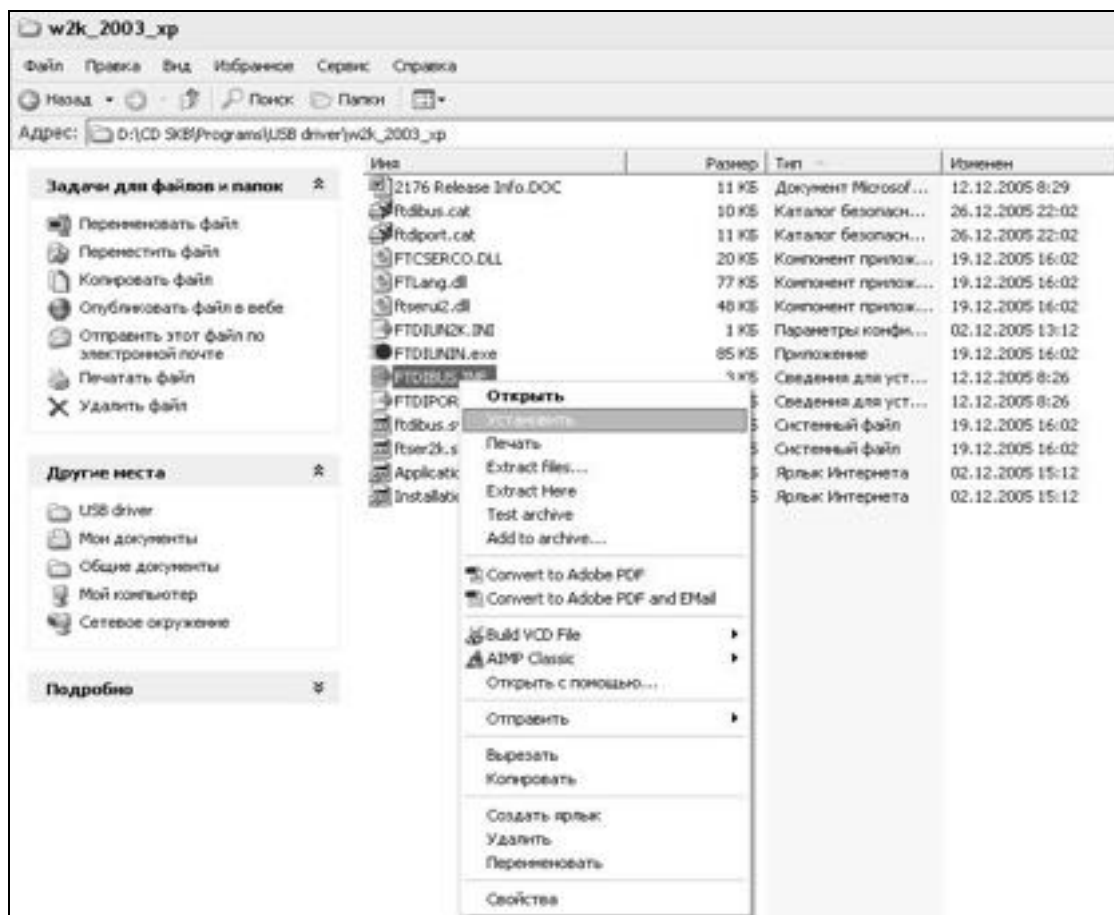 w2k_2003_xp
Файл Правка Вид Избранное Сервис Справка
Назад Поиск Папки
Адрес: D:\CD SKB\Programs\USB driver\w2k_2003_xp
Задачи для файлов и папок
Переименовать файл
Переместить файл
Копировать файл
Опубликовать файл в вебе
Отправить этот файл по
электронной почте
Печатать файл
Удалить файл
Другие места
USB driver
Мои документы
Общие документы
Мой компьютер
Сетевое окружение
Подробно
Имя Размер Тип Изменен
2176 Release Info.DOC 11 КБ Документ Microsof... 12.12.2005 8:29
ftdibus.cat 10 КБ Каталог безопасн... 26.12.2005 22:02
ftdiport.cat 11 КБ Каталог безопасн... 26.12.2005 22:02
FTCSERCO.DLL 20 КБ Компонент прилож... 19.12.2005 16:02
FTLang.dll 77 КБ Компонент прилож... 19.12.2005 16:02
ftserui2.dll 48 КБ Компонент прилож... 19.12.2005 16:02
FTDIUN2K.INI 1 КБ Параметры конфи... 02.12.2005 13:12
FTDIUNIN.exe 85 КБ Приложение 19.12.2005 16:02
FTDIBUS.INF 3 КБ Сведения для уст... 12.12.2005 8:26
FTDIPOR Сведения для уст... 12.12.2005 8:26
ftdibus.s Системный файл 19.12.2005 16:02
ftser2k.s Системный файл 19.12.2005 16:02
Applicatio Ярлык Интернета 02.12.2005 15:12
Installatio Ярлык Интернета 02.12.2005 15:12
Открыть
Установить
Печать
Extract files...
Extract Here
Test archive
Add to archive...
Convert to Adobe PDF
Convert to Adobe PDF and EMail
Build VCD File
AIMP Classic
Открыть с помощью...
Отправить
Вырезать
Копировать
Создать ярлык
Удалить
Переименовать
Свойства